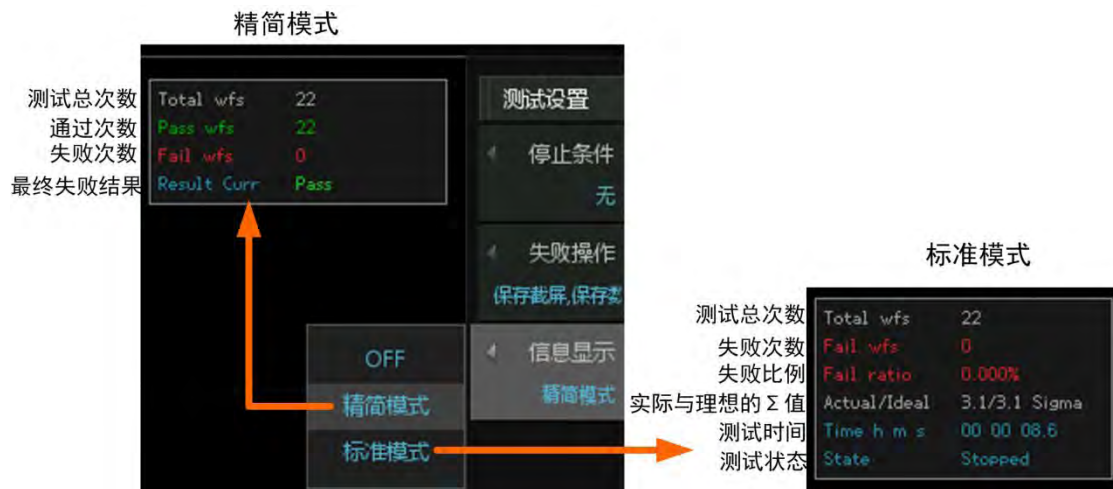 精简模式
测试总次数 Total wfs 22
通过次数 Pass wfs 22
失败次数 Fail wfs 0
最终失败结果 Result Curr Pass
测试设置
停止条件
无
失败操作
保存截屏,保存数
信息显示
精简模式
OFF
精简模式
标准模式
标准模式
测试总次数 Total wfs 22
失败次数 Fail wfs 0
失败比例 Fail ratio 0.000%
实际与理想的Σ值 Actual/Ideal 3.1/3.1 Sigma
测试时间 Time h m s 00 00 08.6
测试状态 State Stopped